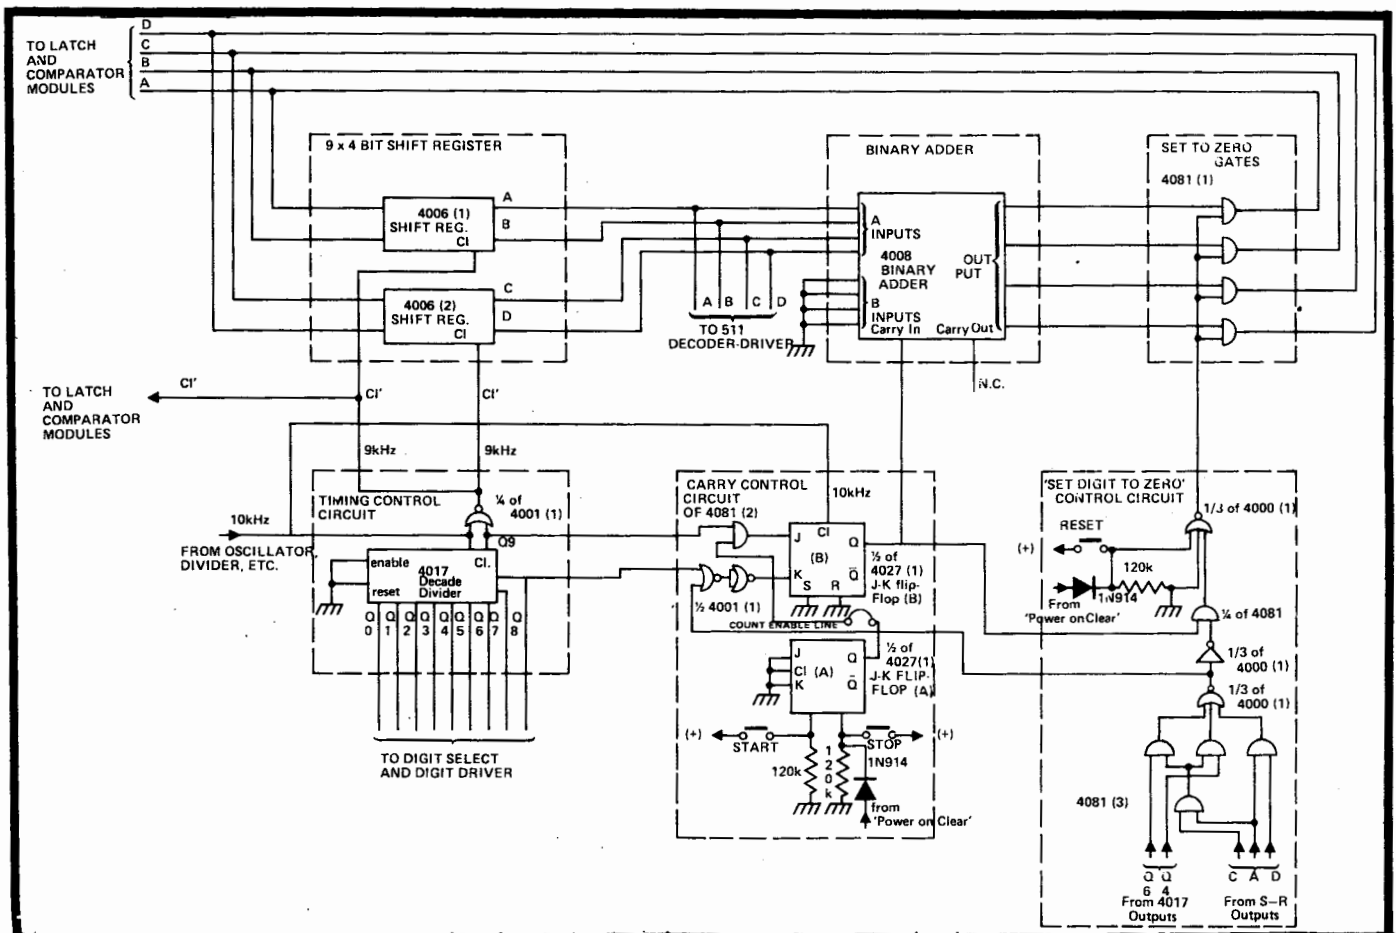 D
C
B
A
TO LATCH
AND
COMPARATOR
MODULES
9 x 4 BIT SHIFT REGISTER
4006 (1)
SHIFT REG.
Cl
A
B
4006 (2)
SHIFT REG.
Cl
C
D
A B C D
TO 511
DECODER-DRIVER
BINARY ADDER
A
INPUTS
4008
BINARY
ADDER
OUT
PUT
B
INPUTS
Carry In
Carry Out
N.C.
SET TO ZERO
GATES
4081 (1)
Cl'
TO LATCH
AND
COMPARATOR
MODULES
Cl'
Cl'
9kHz
9kHz
TIMING CONTROL
CIRCUIT
¼ of
4001 (1)
10kHz
FROM OSCILLATOR,
DIVIDER, ETC.
Q9
enable
Cl.
4017
Decade
Divider
reset
Q Q Q Q Q Q Q Q Q
0 1 2 3 4 5 6 7 8
TO DIGIT SELECT
AND DIGIT DRIVER
CARRY CONTROL
CIRCUIT
OF 4081 (2)
10kHz
J
Cl
Q
(B)
K
Q̅
S R
½ of
4027 (1)
J-K flip-
Flop (B)
½ 4001 (1)
COUNT ENABLE LINE
J
Q
Cl (A)
K
Q̅
½ of
4027(1)
J-K FLIP-
FLOP (A)
(+)
START
STOP
(+)
120k
120k
1N914
from
'Power on Clear'
'SET DIGIT TO ZERO'
CONTROL CIRCUIT
1/3 of 4000 (1)
RESET
(+)
120k
1N914
From
'Power on Clear'
¼ of 4081
1/3 of
4000 (1)
1/3 of
4000 (1)
4081 (3)
Q Q
6 4
From 4017
Outputs
C A D
From S-R
Outputs